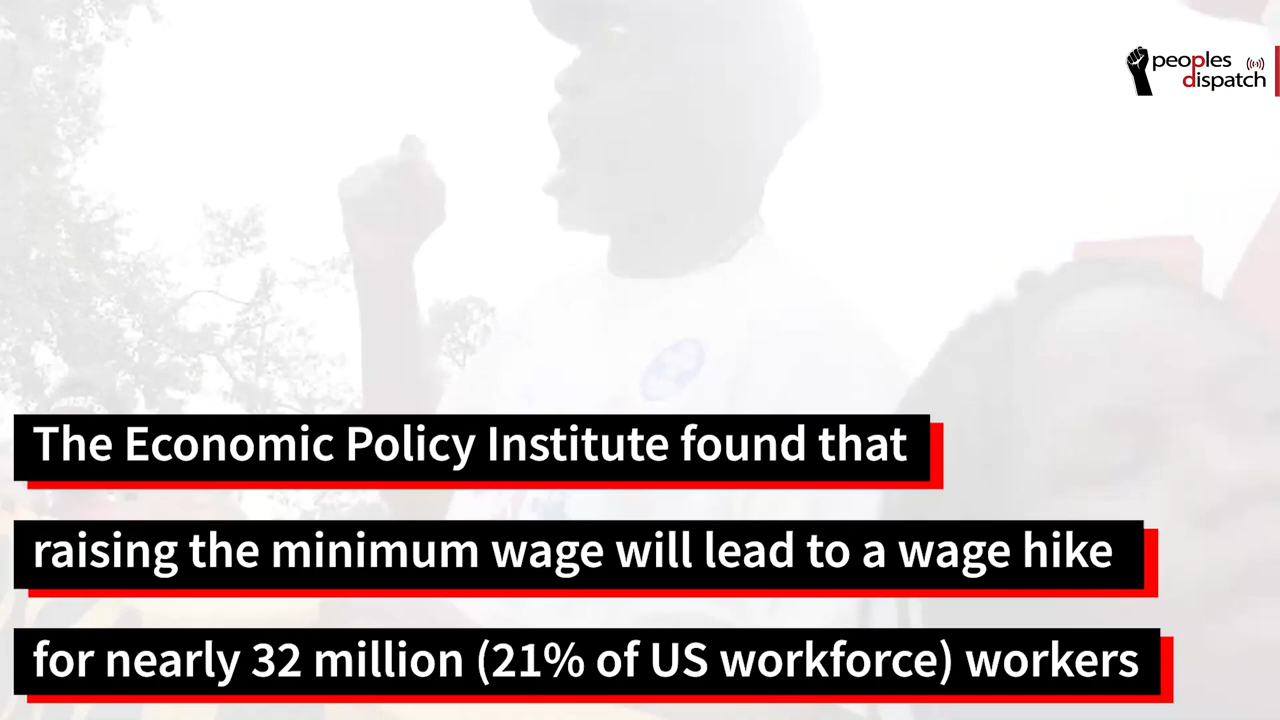 peoples
dispatch
The Economic Policy Institute found that
raising the minimum wage will lead to a wage hike
for nearly 32 million (21% of US workforce) workers